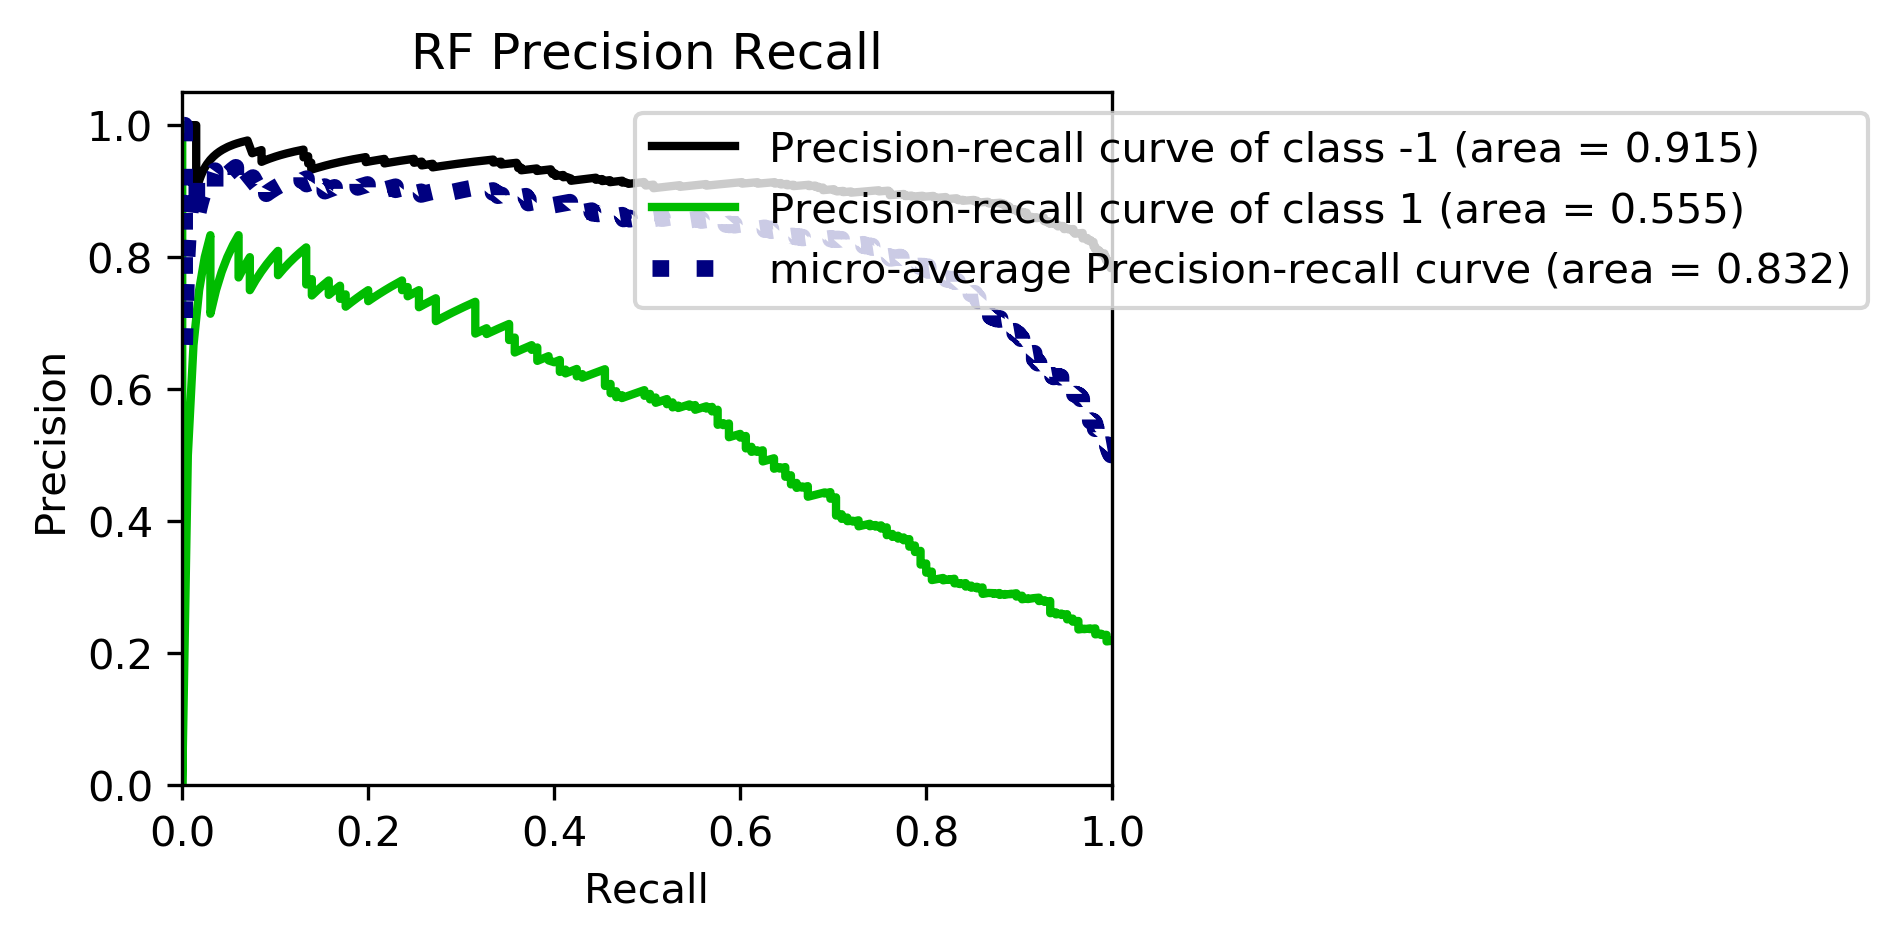 RF Precision Recall
Precision-recall curve of class -1 (area = 0.915)
Precision-recall curve of class 1 (area = 0.555)
micro-average Precision-recall curve (area = 0.832)
Precision
1.0
0.8
0.6
0.4
0.2
0.0
0.0 0.2 0.4 0.6 0.8 1.0
Recall